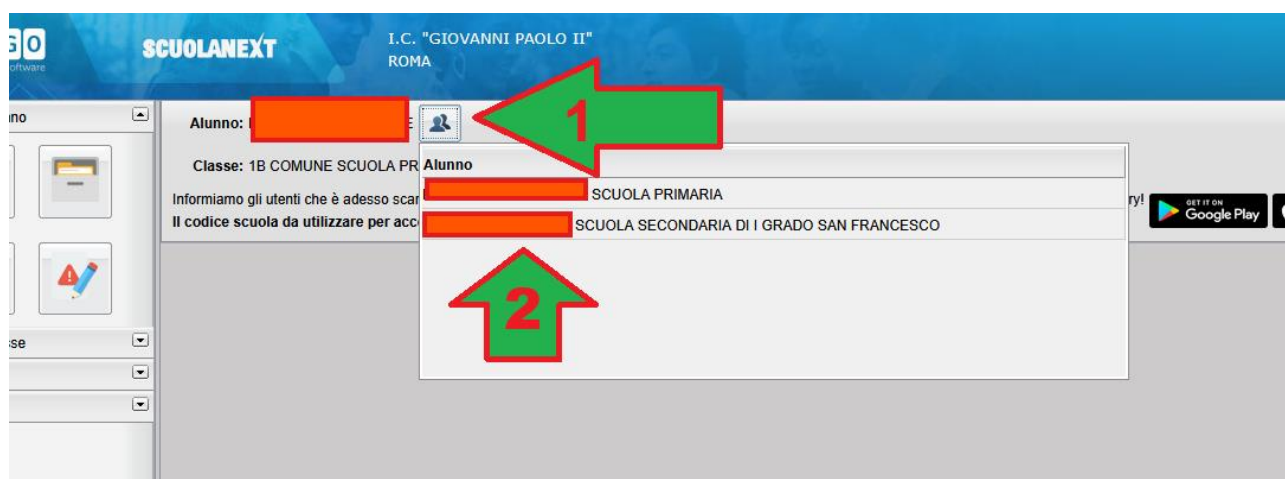 GO
software
SCUOLANEXT
I.C. "GIOVANNI PAOLO II"
ROMA
Alunno:
1
Classe: 1B COMUNE SCUOLA PR
Alunno
SCUOLA PRIMARIA
SCUOLA SECONDARIA DI I GRADO SAN FRANCESCO
Informiamo gli utenti che è adesso scar
Il codice scuola da utilizzare per acc
ry!
GET IT ON
Google Play
2